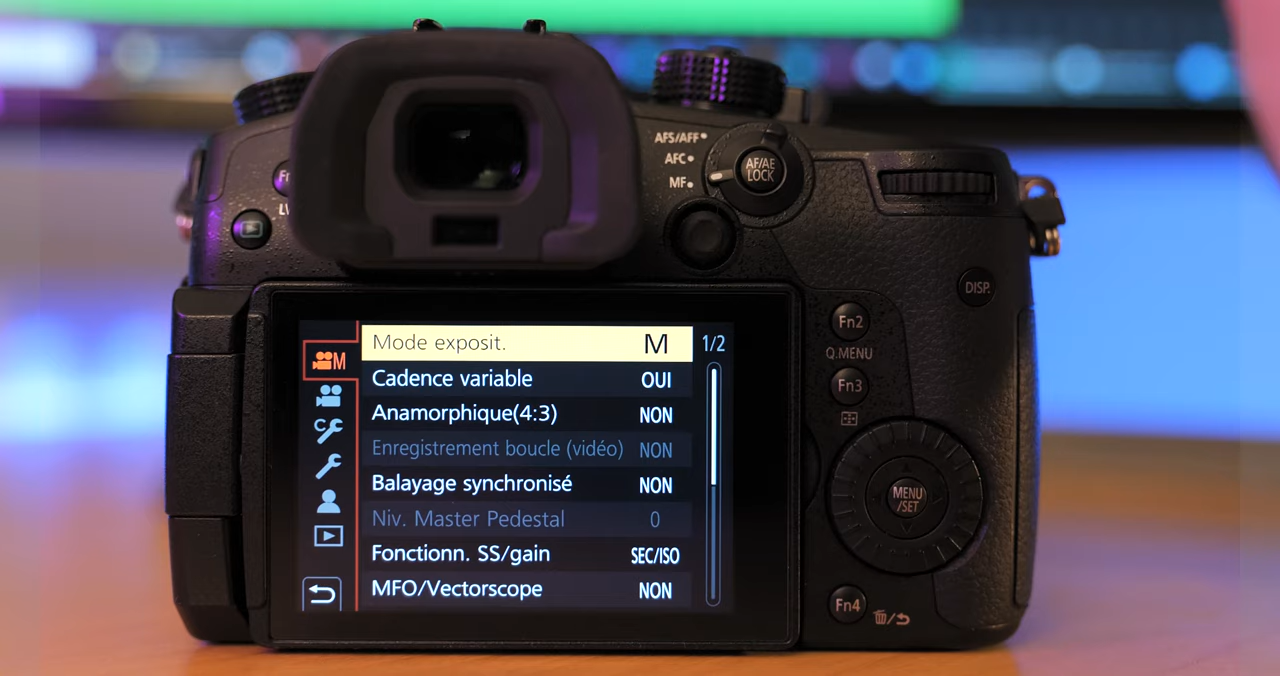 AFS/AFF
AFC
MF
AF/AE
LOCK
DISP.
Fn2
Q.MENU
Fn3
MENU
/SET
Fn4
M
Mode exposit. M 1/2
Cadence variable OUI
Anamorphique(4:3) NON
Enregistrement boucle (vidéo) NON
Balayage synchronisé NON
Niv. Master Pedestal 0
Fonctionn. SS/gain SEC/ISO
MFO/Vectorscope NON
C